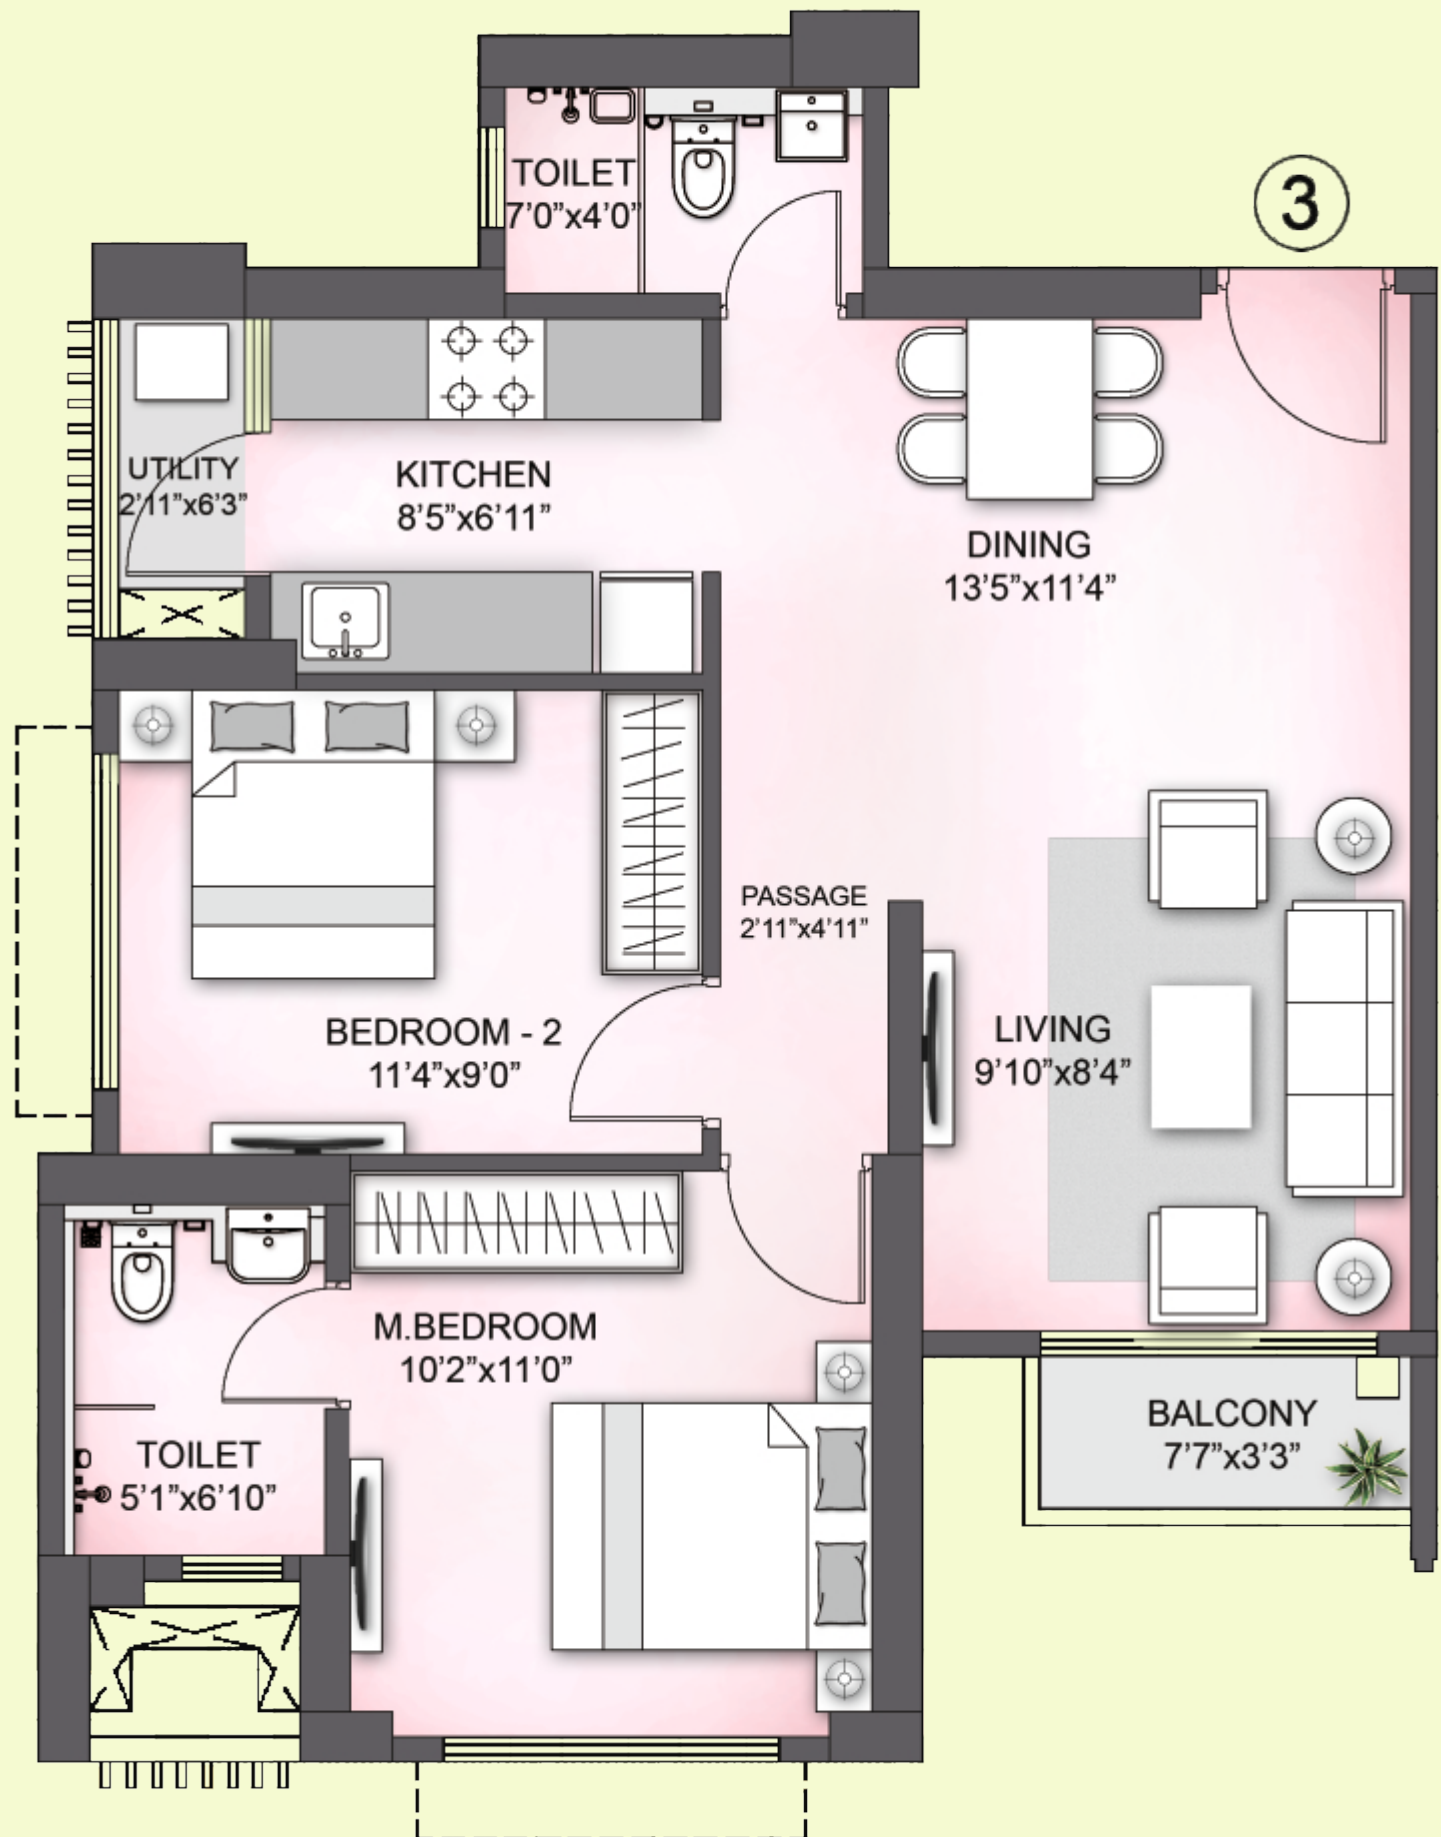 TOILET
7’0”x4’0”
3
UTILITY
2’11”x6’3”
KITCHEN
8’5”x6’11”
DINING
13’5”x11’4”
PASSAGE
2’11”x4’11”
BEDROOM - 2
11’4”x9’0”
LIVING
9’10”x8’4”
M.BEDROOM
10’2”x11’0”
BALCONY
7’7”x3’3”
TOILET
5’1”x6’10”